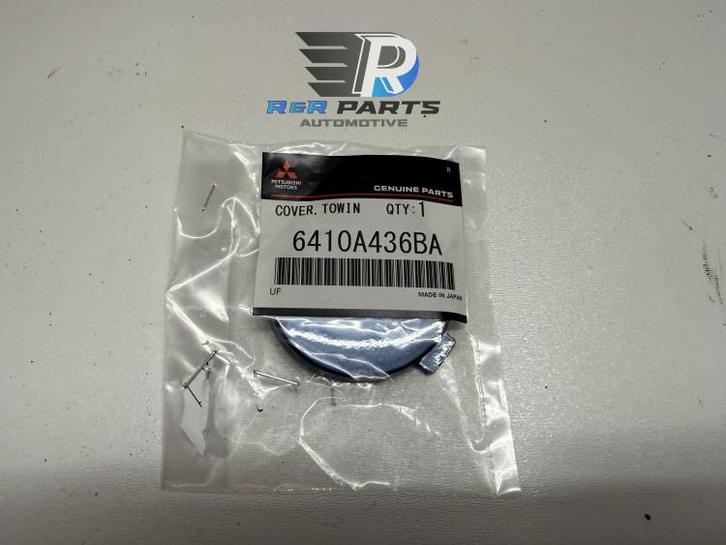 R
R&R PARTS
AUTOMOTIVE
R
MITSUBISHI
MOTORS
GENUINE PARTS
COVER.TOWIN QTY:1
6410A436BA
UF
MADE IN JAPAN